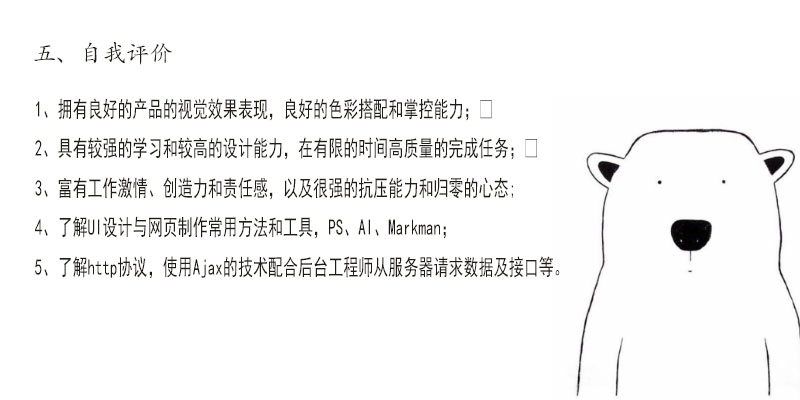 五、自我评价
1、拥有良好的产品的视觉效果表现，良好的色彩搭配和掌控能力；□
2、具有较强的学习和较高的设计能力，在有限的时间高质量的完成任务；□
3、富有工作激情、创造力和责任感，以及很强的抗压能力和归零的心态;
4、了解UI设计与网页制作常用方法和工具，PS、AI、Markman；
5、了解http协议，使用Ajax的技术配合后台工程师从服务器请求数据及接口等。